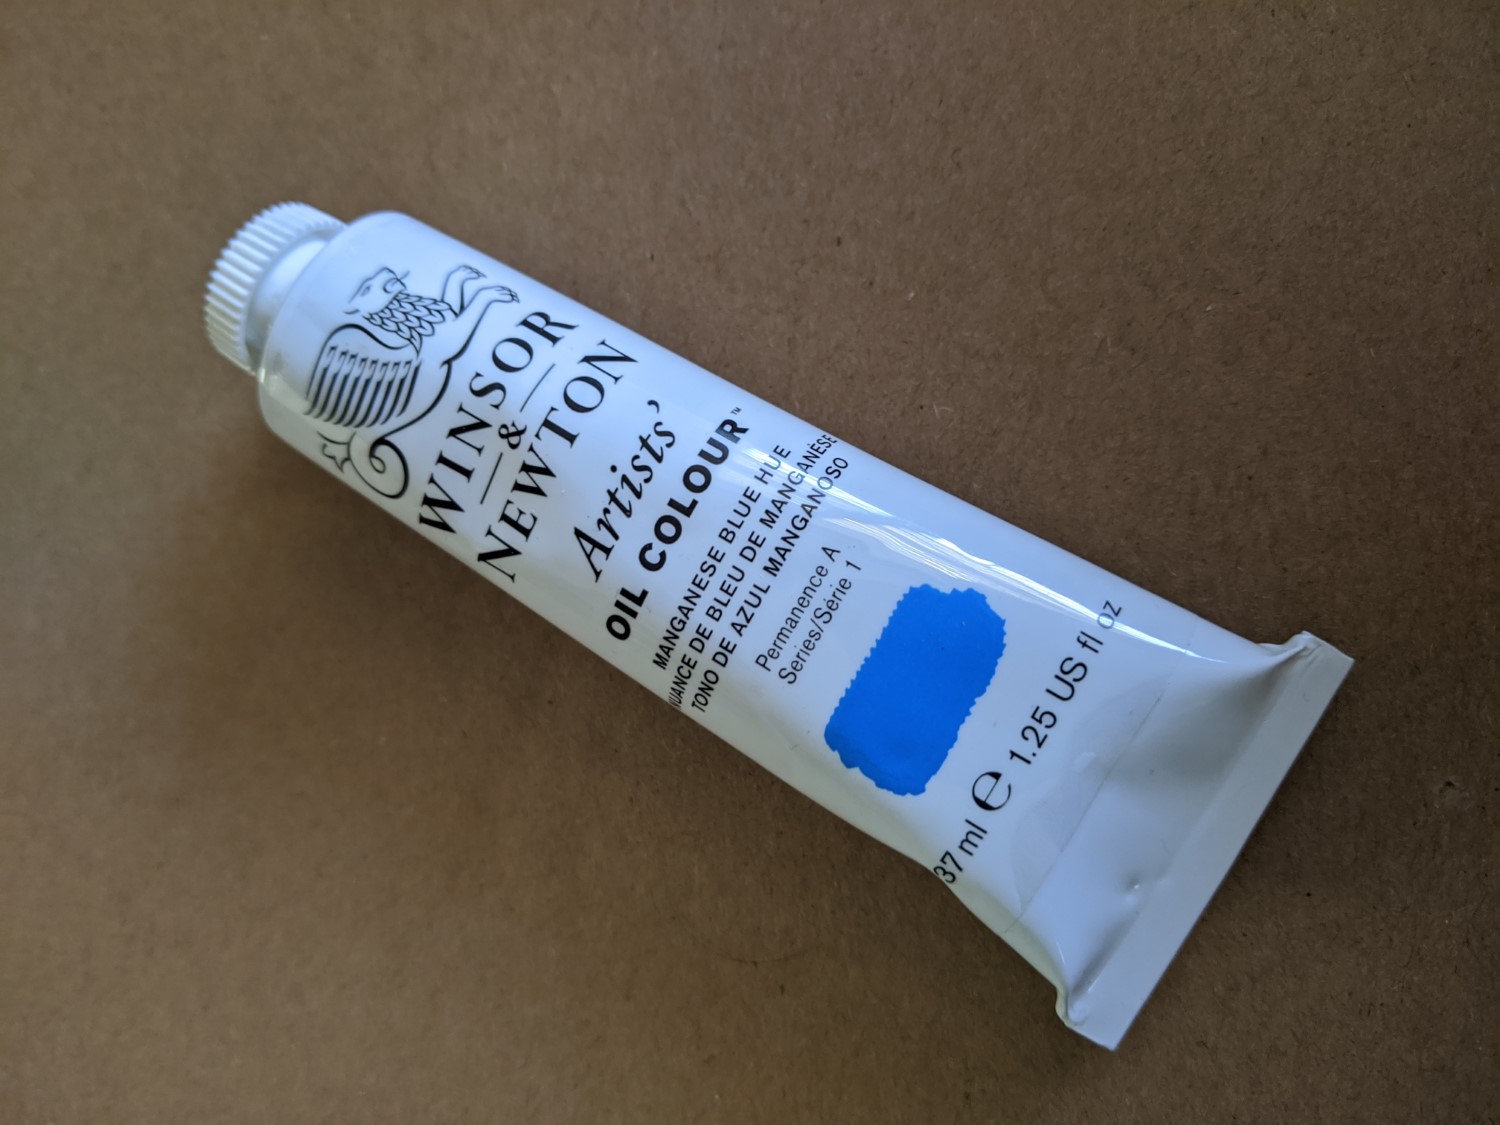 WINSOR
&
NEWTON
Artists'
OIL COLOUR™
MANGANESE BLUE HUE
NUANCE DE BLEU DE MANGANÈSE
TONO DE AZUL MANGANOSO
Permanence A
Series/Série 1
37 ml ℮ 1.25 US fl oz